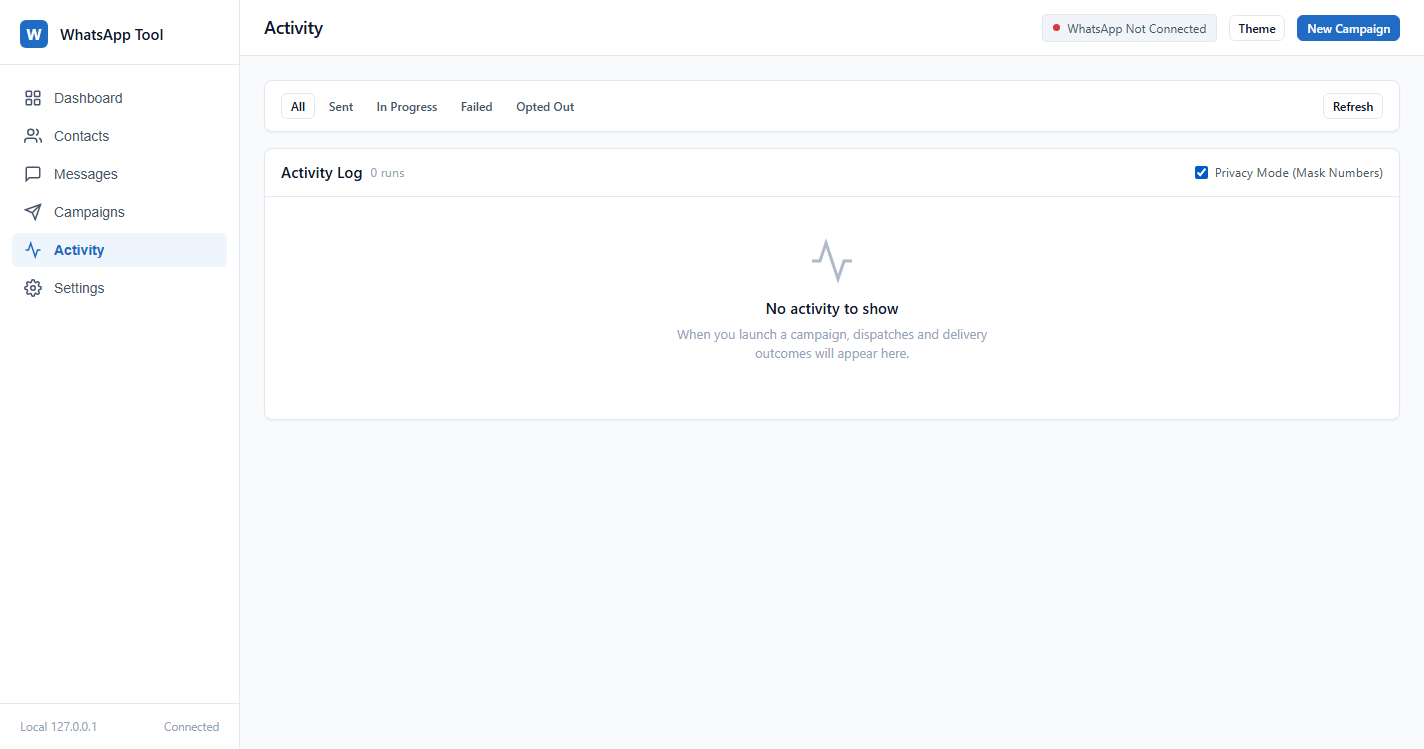 W WhatsApp Tool
Dashboard
Contacts
Messages
Campaigns
Activity
Settings
Local 127.0.0.1 Connected
Activity
WhatsApp Not Connected Theme New Campaign
All Sent In Progress Failed Opted Out Refresh
Activity Log 0 runs Privacy Mode (Mask Numbers)
No activity to show
When you launch a campaign, dispatches and delivery
outcomes will appear here.